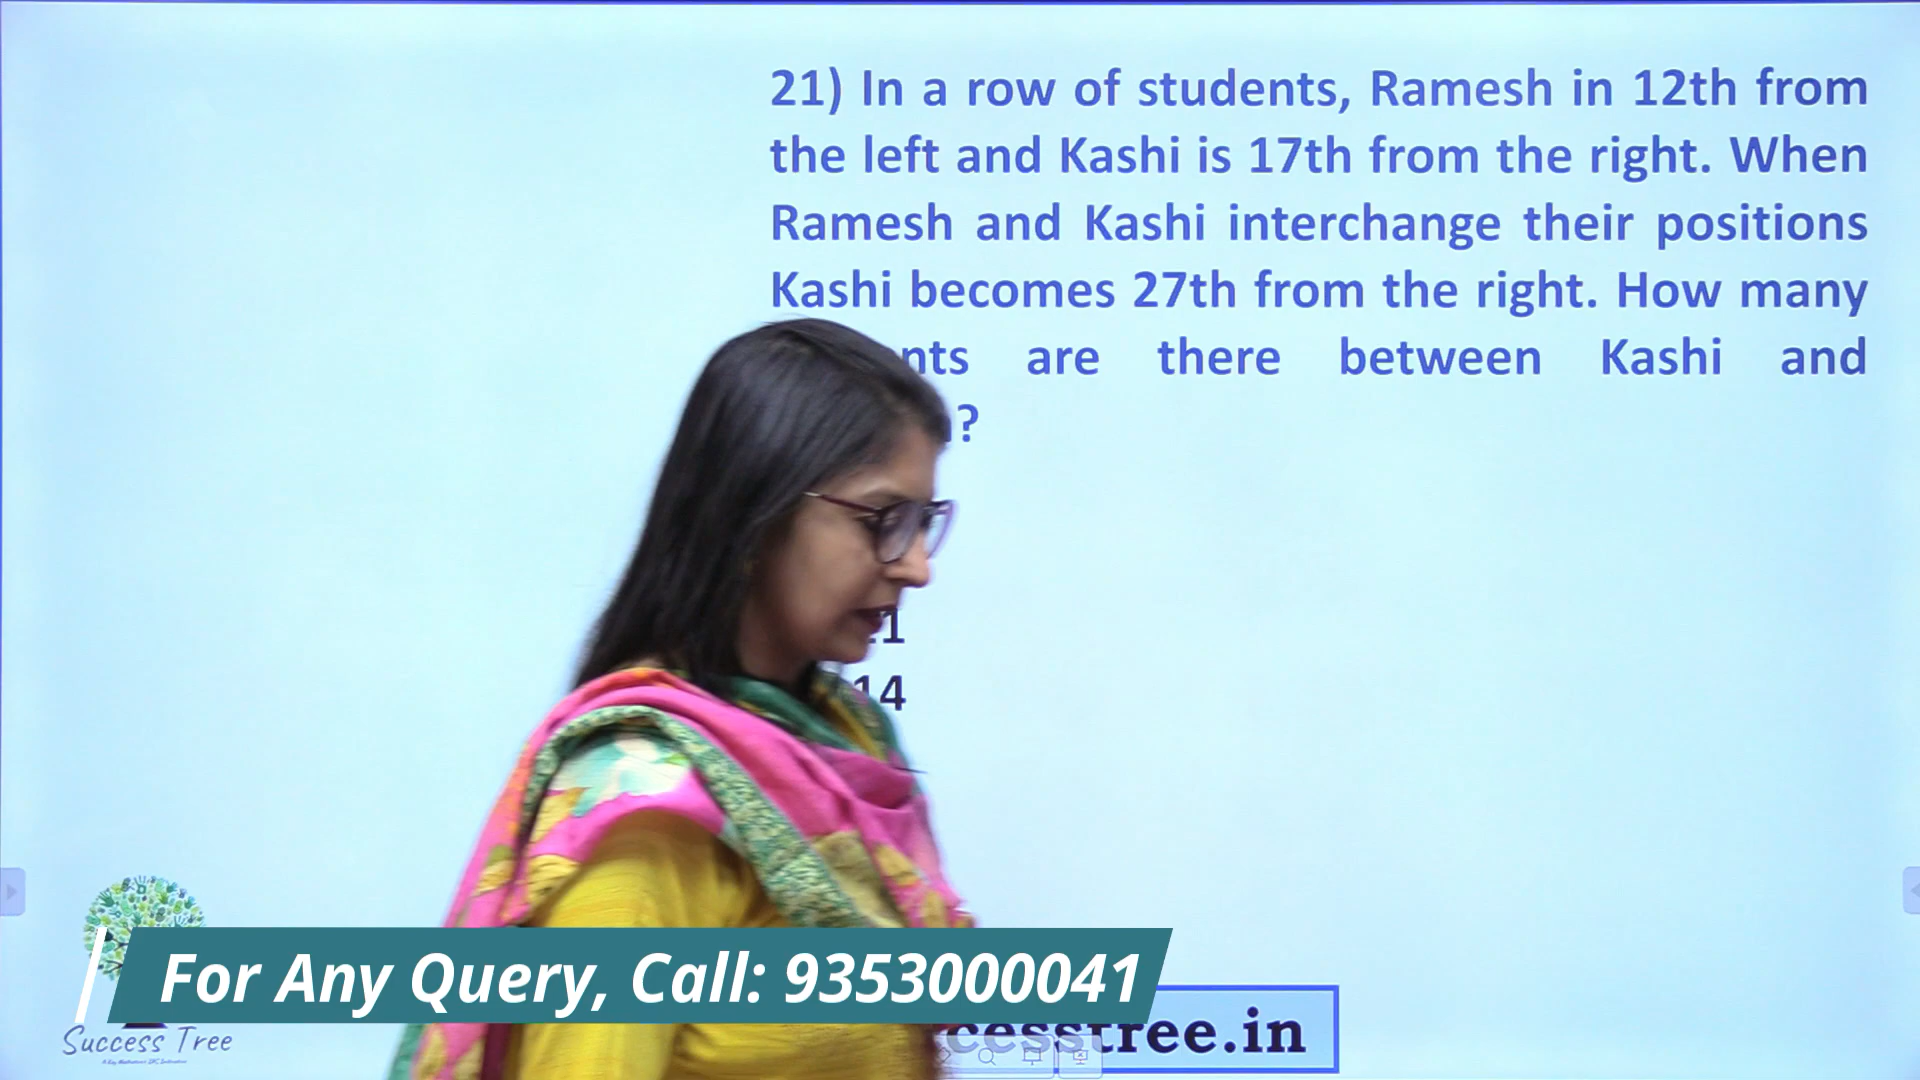 21) In a row of students, Ramesh in 12th from
the left and Kashi is 17th from the right. When
Ramesh and Kashi interchange their positions
Kashi becomes 27th from the right. How many
are there between Kashi and
?
14
For Any Query, Call: 9353000041
Success Tree